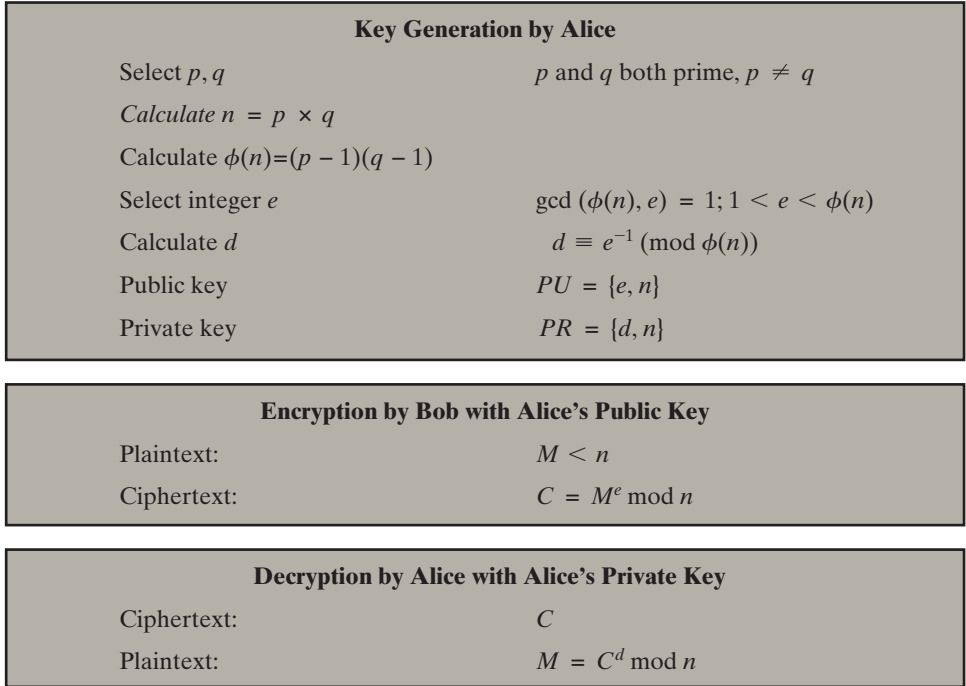 Key Generation by Alice
Select p, q p and q both prime, p ≠ q
Calculate n = p × q
Calculate ϕ(n)=(p − 1)(q − 1)
Select integer e gcd (ϕ(n), e) = 1; 1 < e < ϕ(n)
Calculate d d ≡ e⁻¹ (mod ϕ(n))
Public key PU = {e, n}
Private key PR = {d, n}
Encryption by Bob with Alice’s Public Key
Plaintext: M < n
Ciphertext: C = Mᵉ mod n
Decryption by Alice with Alice’s Private Key
Ciphertext: C
Plaintext: M = Cᵈ mod n